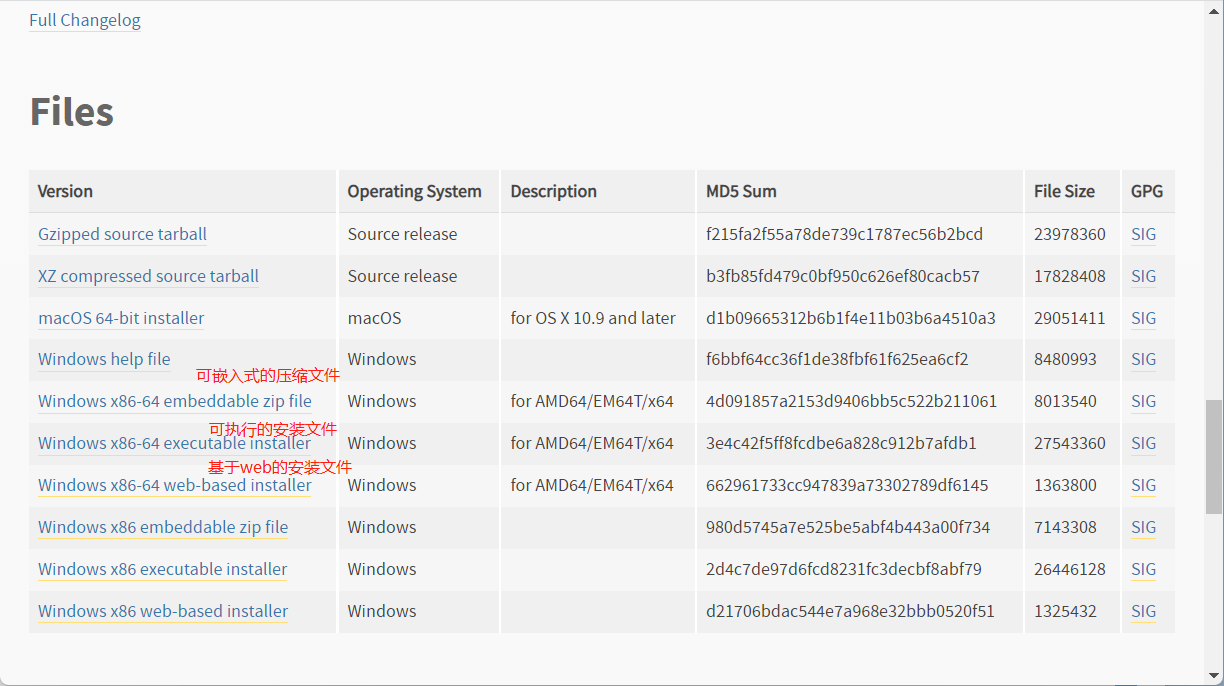 Full Changelog
Files
Version Operating System Description MD5 Sum File Size GPG
Gzipped source tarball Source release f215fa2f55a78de739c1787ec56b2bcd 23978360 SIG
XZ compressed source tarball Source release b3fb85fd479c0bf950c626ef80cacb57 17828408 SIG
macOS 64-bit installer macOS for OS X 10.9 and later d1b09665312b6b1f4e11b03b6a4510a3 29051411 SIG
Windows help file Windows f6bbf64cc36f1de38fbf61f625ea6cf2 8480993 SIG
可嵌入式的压缩文件
Windows x86-64 embeddable zip file Windows for AMD64/EM64T/x64 4d091857a2153d9406bb5c522b211061 8013540 SIG
可执行的安装文件
Windows x86-64 executable installer Windows for AMD64/EM64T/x64 3e4c42f5ff8fcdbe6a828c912b7afdb1 27543360 SIG
基于web的安装文件
Windows x86-64 web-based installer Windows for AMD64/EM64T/x64 662961733cc947839a73302789df6145 1363800 SIG
Windows x86 embeddable zip file Windows 980d5745a7e525be5abf4b443a00f734 7143308 SIG
Windows x86 executable installer Windows 2d4c7de97d6fcd8231fc3decbf8abf79 26446128 SIG
Windows x86 web-based installer Windows d21706bdac544e7a968e32bbb0520f51 1325432 SIG